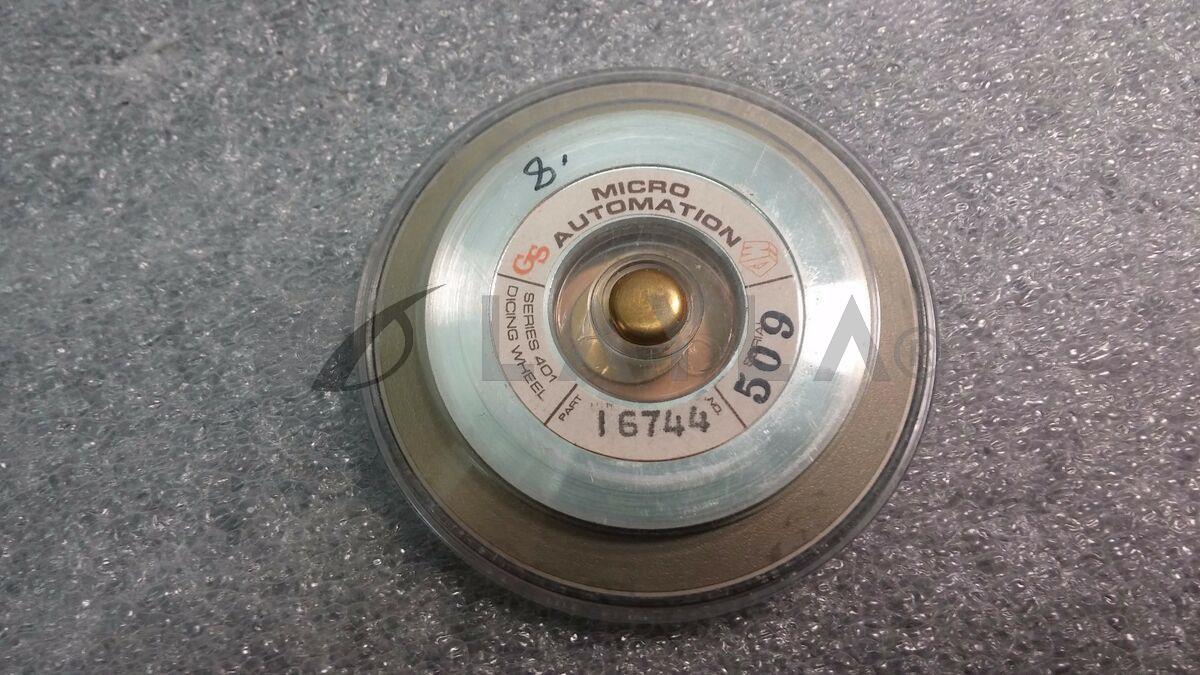 8.
MICRO
AUTOMATION
GS
SERIES 401
DICING WHEEL
PART NO.
16744
SERIAL
509